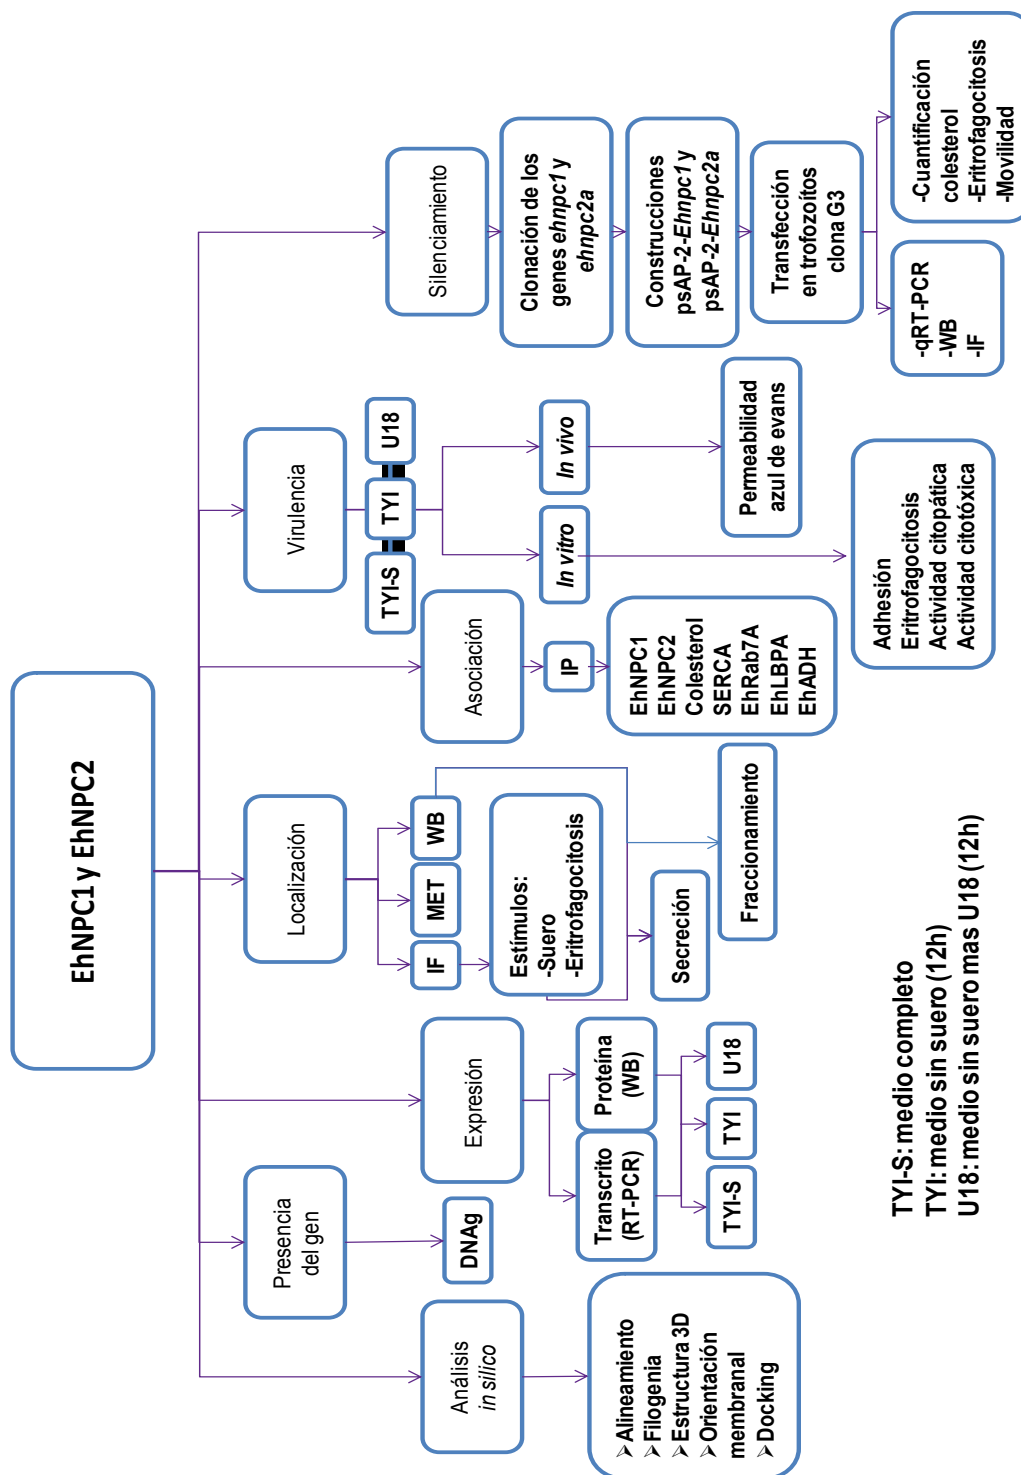 EhNPC1 y EhNPC2
Análisis
in silico
➢Alineamiento
➢Filogenia
➢Estructura 3D
➢Orientación
membranal
➢Docking
Presencia
del gen
DNAg
Expresión
Transcrito
(RT-PCR)
Proteína
(WB)
TYI-S
TYI
U18
Localización
IF
MET
WB
Estímulos:
-Suero
-Eritrofagocitosis
Secreción
Fraccionamiento
Asociación
IP
EhNPC1
EhNPC2
Colesterol
SERCA
EhRab7A
EhLBPA
EhADH
Virulencia
TYI-S
TYI
U18
In vitro
In vivo
Adhesión
Eritrofagocitosis
Actividad citopática
Actividad citotóxica
Permeabilidad
azul de evans
Silenciamiento
Clonación de los
genes ehnpc1 y
ehnpc2a
Construcciones
psAP-2-Ehnpc1 y
psAP-2-Ehnpc2a
Transfección
en trofozoítos
clona G3
-qRT-PCR
-WB
-IF
-Cuantificación
colesterol
-Eritrofagocitosis
-Movilidad
TYI-S: medio completo
TYI: medio sin suero (12h)
U18: medio sin suero mas U18 (12h)